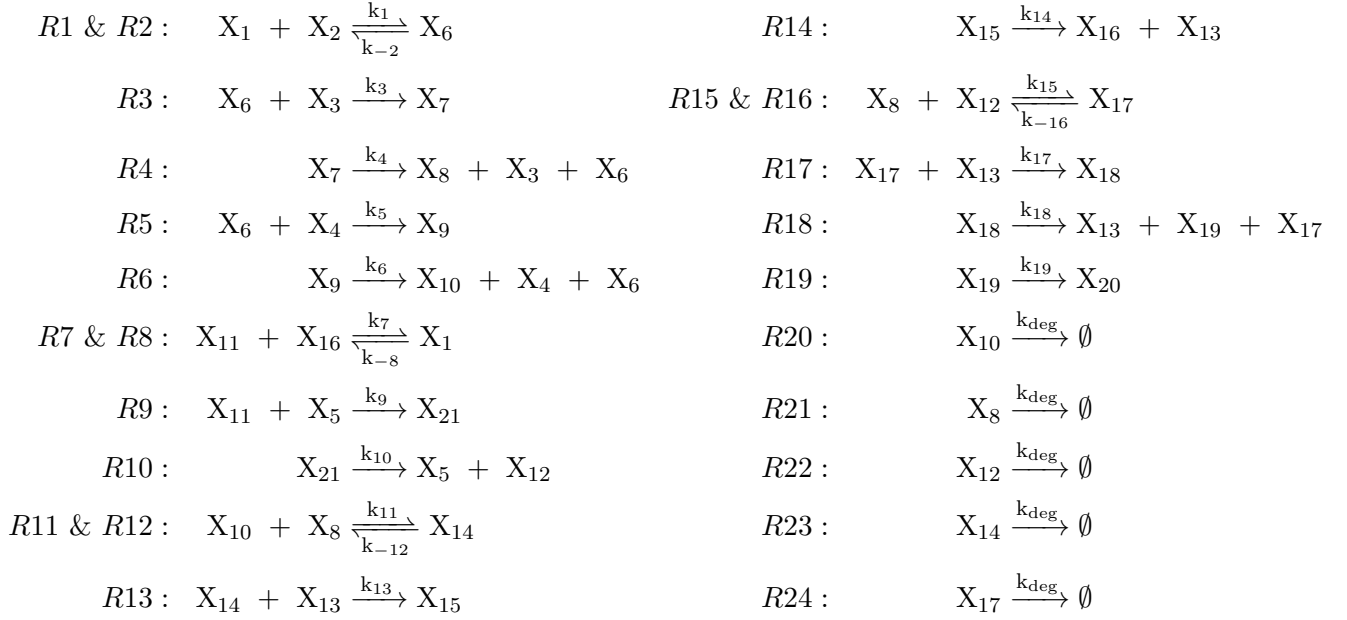 R1 & R2 : X₁ + X₂ ⇌ X₆ (k₁, k₋₂)
R3 : X₆ + X₃ →(k₃) X₇
R4 : X₇ →(k₄) X₈ + X₃ + X₆
R5 : X₆ + X₄ →(k₅) X₉
R6 : X₉ →(k₆) X₁₀ + X₄ + X₆
R7 & R8 : X₁₁ + X₁₆ ⇌ X₁ (k₇, k₋₈)
R9 : X₁₁ + X₅ →(k₉) X₂₁
R10 : X₂₁ →(k₁₀) X₅ + X₁₂
R11 & R12 : X₁₀ + X₈ ⇌ X₁₄ (k₁₁, k₋₁₂)
R13 : X₁₄ + X₁₃ →(k₁₃) X₁₅
R14 : X₁₅ →(k₁₄) X₁₆ + X₁₃
R15 & R16 : X₈ + X₁₂ ⇌ X₁₇ (k₁₅, k₋₁₆)
R17 : X₁₇ + X₁₃ →(k₁₇) X₁₈
R18 : X₁₈ →(k₁₈) X₁₃ + X₁₉ + X₁₇
R19 : X₁₉ →(k₁₉) X₂₀
R20 : X₁₀ →(k_deg) ∅
R21 : X₈ →(k_deg) ∅
R22 : X₁₂ →(k_deg) ∅
R23 : X₁₄ →(k_deg) ∅
R24 : X₁₇ →(k_deg) ∅